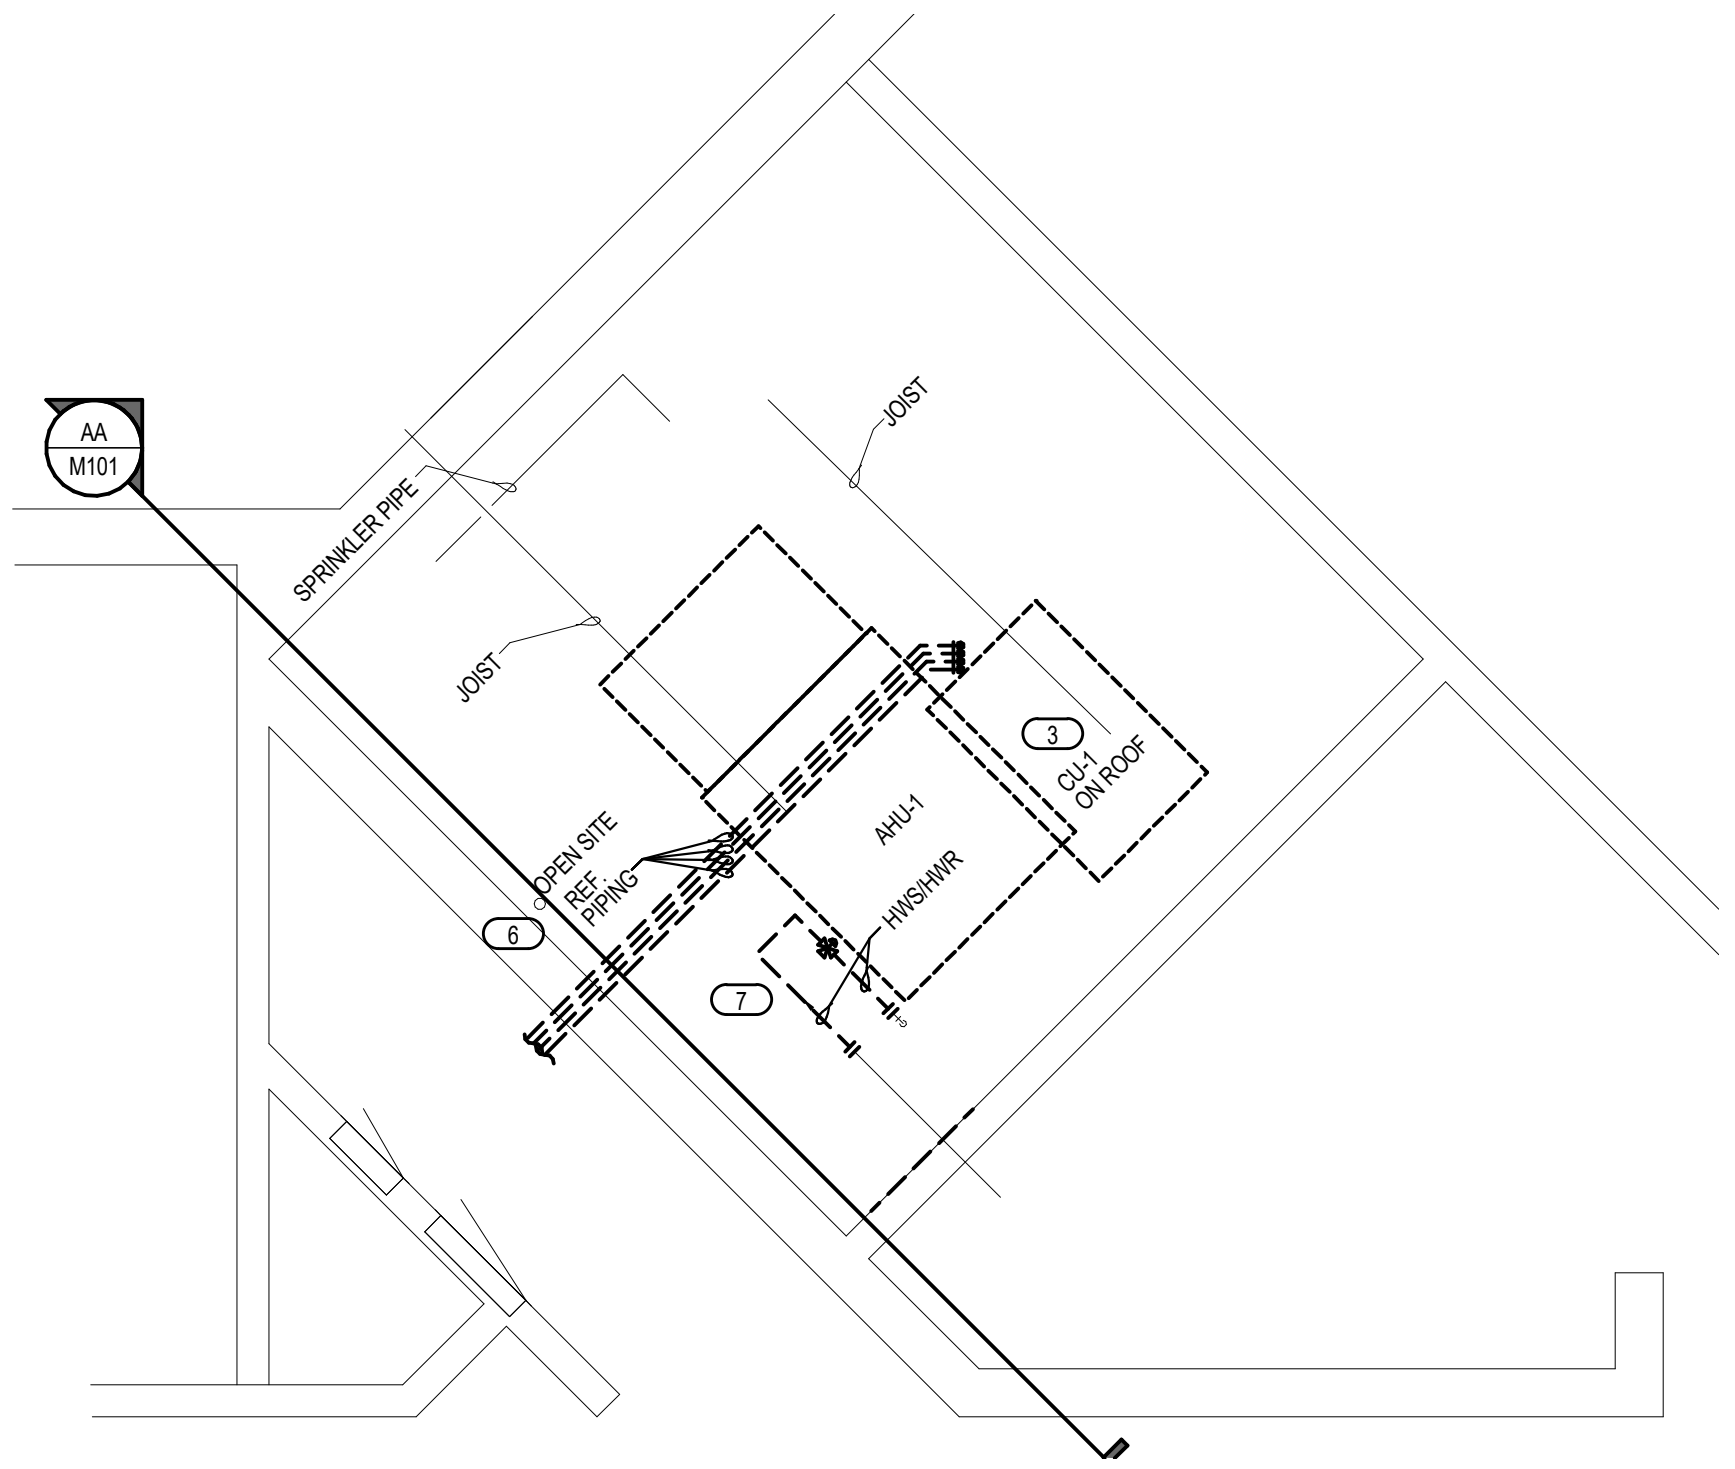 JOIST
AA
M101
SPRINKLER PIPE
JOIST
3
CU-1
ON ROOF
OPEN SITE
REF.
PIPING
AHU-1
HWS/HWR
6
7